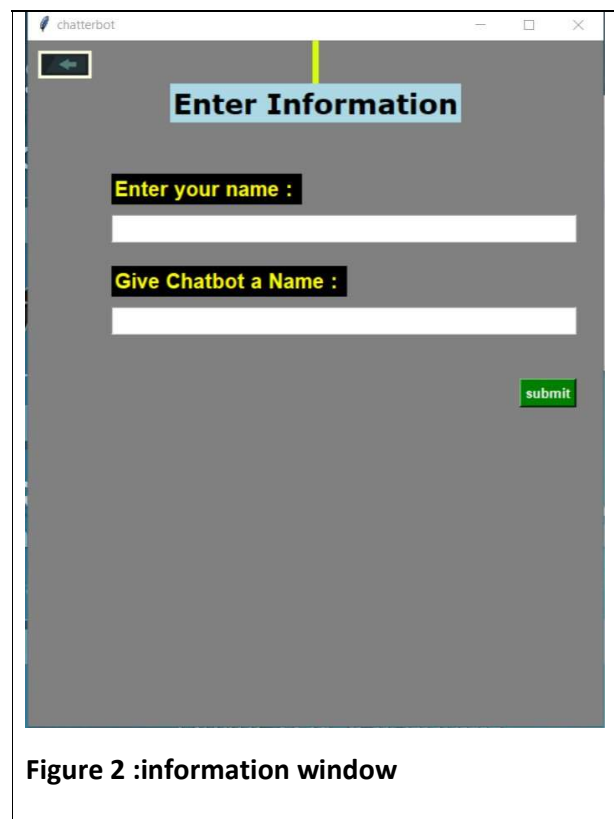 chatterbot
Enter Information
Enter your name :
Give Chatbot a Name :
submit
Figure 2 :information window